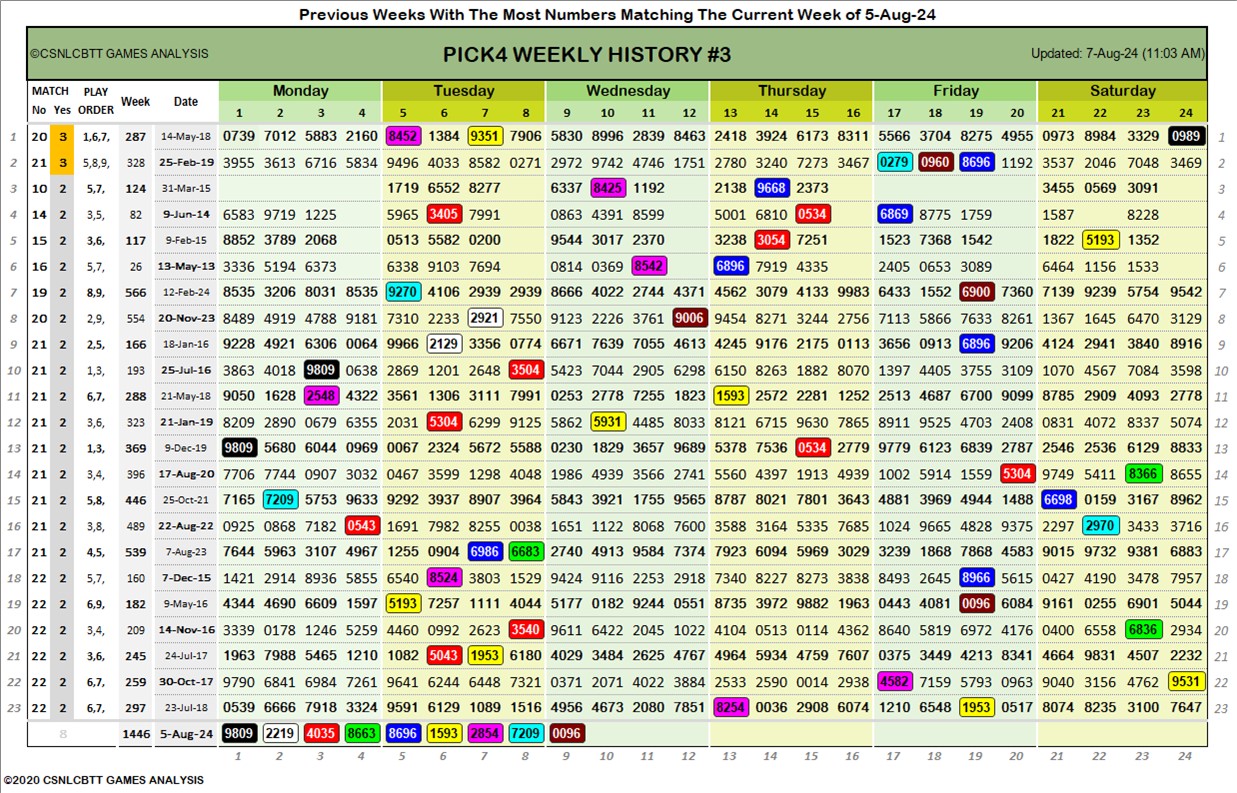 Previous Weeks With The Most Numbers Matching The Current Week of 5-Aug-24
©CSNLCBTT GAMES ANALYSIS PICK4 WEEKLY HISTORY #3 Updated: 7-Aug-24 (11:03 AM)
MATCH PLAY Week Date Monday Tuesday Wednesday Thursday Friday Saturday
No Yes ORDER 1 2 3 4 5 6 7 8 9 10 11 12 13 14 15 16 17 18 19 20 21 22 23 24
1 20 3 1,6,7, 287 14-May-18 0739 7012 5883 2160 8452 1384 9351 7906 5830 8996 2839 8463 2418 3924 6173 8311 5566 3704 8275 4955 0973 9684 3329 0989 1
2 21 3 5,8,9, 328 25-Feb-19 3955 3613 6716 5834 9496 4033 8582 0271 2972 9742 4746 1751 2780 3240 7273 3467 0279 0960 8696 1192 3537 2046 7048 3469 2
3 10 2 5,7, 124 31-Mar-15 1719 6552 8277 6337 8425 1192 2138 9668 2373 3455 0569 3091 3
4 14 2 3,5, 82 9-Jun-14 6583 9719 1225 5965 3405 7991 0863 4391 8599 5001 6810 0534 6869 8775 1759 1587 8228 4
5 15 2 3,6, 117 9-Feb-15 8852 3789 2068 0513 5582 0200 9544 3017 2370 3238 3054 7251 1523 7368 1542 1822 5193 1352 5
6 16 2 5,7, 26 13-May-13 3336 5194 6373 6338 9103 7694 0814 0369 8542 6896 7919 4335 2405 0653 3089 6464 1156 1533 6
7 19 2 8,9, 566 12-Feb-24 8535 3206 8031 8535 9270 4106 2939 2939 8666 4022 2744 4371 4562 3079 4133 9983 6433 1552 6900 7360 7139 9239 5754 9542 7
8 20 2 2,9, 554 20-Nov-23 8489 4919 4788 9181 7310 2233 2921 7550 9123 2226 3761 9006 9454 8271 3244 2756 7113 5866 7633 8261 1367 1645 6470 3129 8
9 21 2 2,5, 166 18-Jan-16 9228 4921 6306 0064 9966 2129 3356 0774 6671 7639 7055 4613 4245 9176 2175 0113 3656 0913 6896 9206 4124 2941 3840 8916 9
10 21 2 1,3, 193 25-Jul-16 3863 4018 9809 0638 2869 1201 2648 3504 5423 7044 2905 6298 6150 8263 1882 8070 1397 4405 3755 3109 1070 4567 7084 3598 10
11 21 2 6,7, 288 21-May-18 9050 1628 2548 4322 3561 1306 3111 7991 0253 2778 7255 1823 1593 2572 2281 1252 2513 4687 6700 9099 8785 2909 4093 2778 11
12 21 2 3,6, 323 21-Jan-19 8209 2890 0679 6355 2041 5304 6299 9125 5862 5931 4485 8033 8121 6715 9630 7865 8911 9525 4703 2408 0831 4072 8337 5074 12
13 21 2 1,3, 369 9-Dec-19 9809 5680 6044 0969 0067 2324 5672 5588 0230 1829 3657 9689 5378 7536 0534 2779 9779 6123 6839 2787 2546 2536 6129 8833 13
14 21 2 3,4, 396 17-Aug-20 7706 7744 0907 3032 0467 3599 1298 4048 1986 4939 3566 2741 5560 4397 1913 4939 1002 5914 1559 5304 9749 5411 8366 8655 14
15 21 2 5,8, 446 25-Oct-21 7165 7209 5753 9633 9292 3937 8907 3964 5843 3921 1755 9565 8787 8021 7801 3643 4881 3969 4944 1488 6698 0159 3167 8962 15
16 21 2 3,8, 489 22-Aug-22 0925 0868 7182 0543 1691 7982 8255 0038 1651 1122 8068 7600 3588 3164 5335 7685 1024 9665 4828 9375 2297 2970 3433 3716 16
17 21 2 4,5, 539 7-Aug-23 7644 5963 3107 4967 1255 0904 6986 6683 2740 4913 9584 7374 7923 6094 5969 3029 3239 1868 7868 4583 9015 9732 9381 6883 17
18 22 2 5,7, 160 7-Dec-15 1421 2914 8936 5855 6540 8524 3803 1529 9424 9116 2253 2918 7340 8227 8273 3838 8493 2645 8966 5615 0427 4190 3478 7957 18
19 22 2 6,9, 182 9-May-16 4344 4690 6609 1597 5193 7257 1111 4044 5177 0182 9244 0551 8735 3972 9882 1963 0443 4081 0096 6084 9161 0255 6901 5044 19
20 22 2 3,4, 209 14-Nov-16 3339 0178 1246 5259 4460 9092 2623 3540 9611 6422 2045 1022 4104 0513 0114 4362 8640 5819 6972 4176 0400 6558 6836 2934 20
21 22 2 3,6, 245 24-Jul-17 1963 7988 5465 1210 1082 5043 1953 6180 4029 3484 2625 4767 4964 5934 4759 7607 0375 3449 4213 8341 4664 9831 4507 2232 21
22 22 2 6,7, 259 30-Oct-17 9790 6841 6984 7261 9641 6244 6448 7321 0371 2071 4022 3884 2533 2590 0014 2938 4582 7159 5793 0963 9040 3156 4762 9531 22
23 22 2 6,7, 297 23-Jul-18 0539 6666 7918 3324 9591 6129 1089 1516 4956 4673 2080 7851 8254 0036 2908 6074 1210 6548 1953 0517 8074 8235 3100 7647 23
8 1446 5-Aug-24 9809 2219 4035 8663 8696 1593 2854 7209 0096
1 2 3 4 5 6 7 8 9 10 11 12 13 14 15 16 17 18 19 20 21 22 23 24
©2020 CSNLCBTT GAMES ANALYSIS